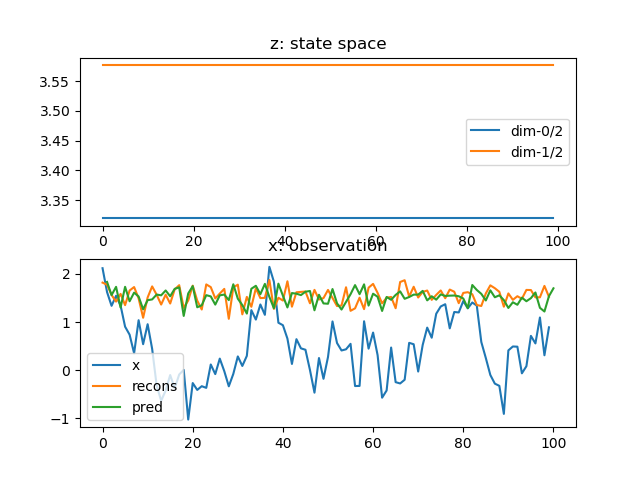 z: state space
3.55
3.50
3.45
3.40
3.35
dim-0/2
dim-1/2
0 20 40 60 80 100
x: observation
2
1
0
−1
x
recons
pred
0 20 40 60 80 100